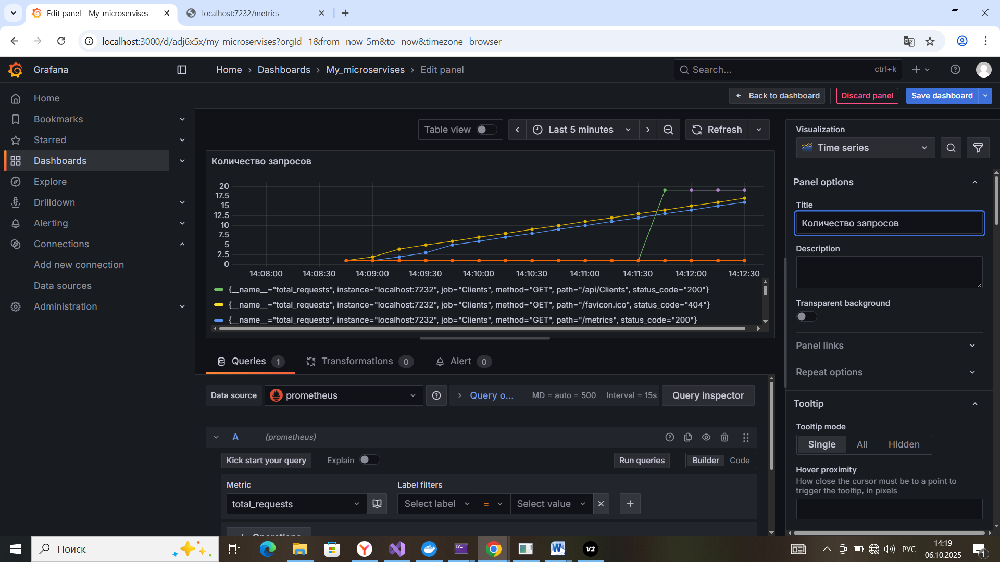 Edit panel - My_microservises -
localhost:7232/metrics
localhost:3000/d/adj6x5x/my_microservises?orgId=1&from=now-5m&to=now&timezone=browser
Grafana
Home › Dashboards › My_microservises › Edit panel
Search...
ctrl+k
Back to dashboard
Discard panel
Save dashboard
Home
Bookmarks
Starred
Dashboards
Explore
Drilldown
Alerting
Connections
Add new connection
Data sources
Administration
Table view
Last 5 minutes
Refresh
Количество запросов
20
17.5
15
12.5
10
7.5
5
2.5
0
14:08:00 14:08:30 14:09:00 14:09:30 14:10:00 14:10:30 14:11:00 14:11:30 14:12:00 14:12:30
{__name__="total_requests", instance="localhost:7232", job="Clients", method="GET", path="/api/Clients", status_code="200"}
{__name__="total_requests", instance="localhost:7232", job="Clients", method="GET", path="/favicon.ico", status_code="404"}
{__name__="total_requests", instance="localhost:7232", job="Clients", method="GET", path="/metrics", status_code="200"}
Queries 1
Transformations 0
Alert 0
Data source
prometheus
Query o...
MD = auto = 500
Interval = 15s
Query inspector
A
(prometheus)
Kick start your query
Explain
Run queries
Builder
Code
Metric
Label filters
total_requests
Select label
=
Select value
+ Operations
Visualization
Time series
Panel options
Title
Количество запросов
Description
Transparent background
Panel links
Repeat options
Tooltip
Tooltip mode
Single
All
Hidden
Hover proximity
How close the cursor must be to a point to
trigger the tooltip, in pixels
Поиск
V2
РУС
14:19
06.10.2025
1